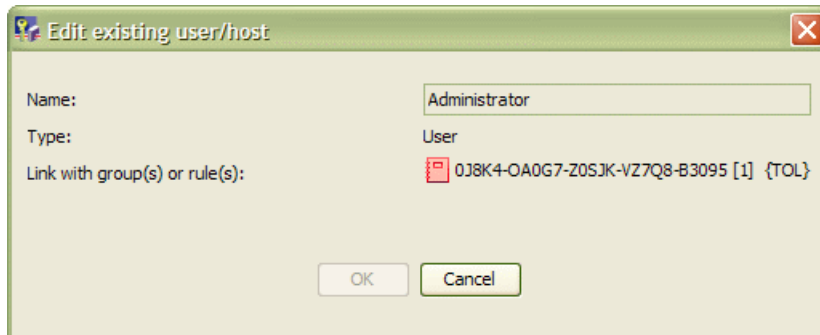 Edit existing user/host
Name: Administrator
Type: User
Link with group(s) or rule(s): 0J8K4-OA0G7-Z0SJK-VZ7Q8-B3095 [1] {TOL}
OK Cancel